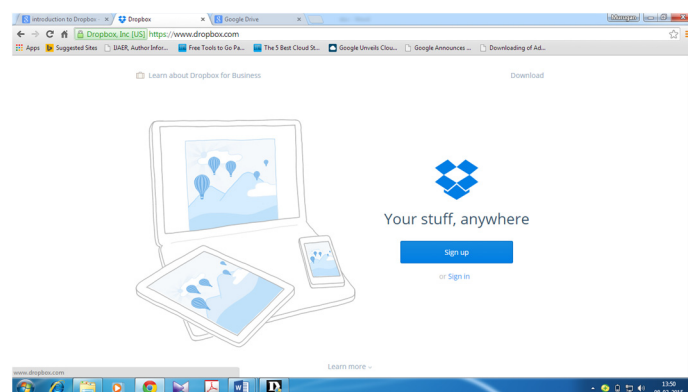 introduction to Dropbox
Dropbox
Google Drive
Murugan
Dropbox, Inc [US] https://www.dropbox.com
Apps Suggested Sites IJAER, Author Infor... Free Tools to Go Pa... The 5 Best Cloud St... Google Unveils Clou... Google Announces ... Downloading of Ad...
Learn about Dropbox for Business
Download
Your stuff, anywhere
Sign up
or Sign in
Learn more
www.dropbox.com
13:50